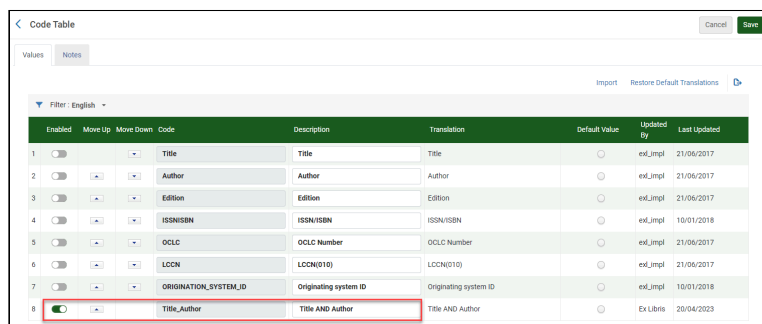 Code Table
Cancel
Save
Values Notes
Import Restore Default Translations
Filter : English
Enabled Move Up Move Down Code Description Translation Default Value Updated By Last Updated
1 Title Title Title exl_impl 21/06/2017
2 Author Author Author exl_impl 21/06/2017
3 Edition Edition Edition exl_impl 21/06/2017
4 ISSNISBN ISSN/ISBN ISSN/ISBN exl_impl 10/01/2018
5 OCLC OCLC Number OCLC Number exl_impl 21/06/2017
6 LCCN LCCN(010) LCCN(010) exl_impl 21/06/2017
7 ORIGINATION_SYSTEM_ID Originating system ID Originating system ID exl_impl 10/01/2018
8 Title_Author Title AND Author Title AND Author Ex Libris 20/04/2023